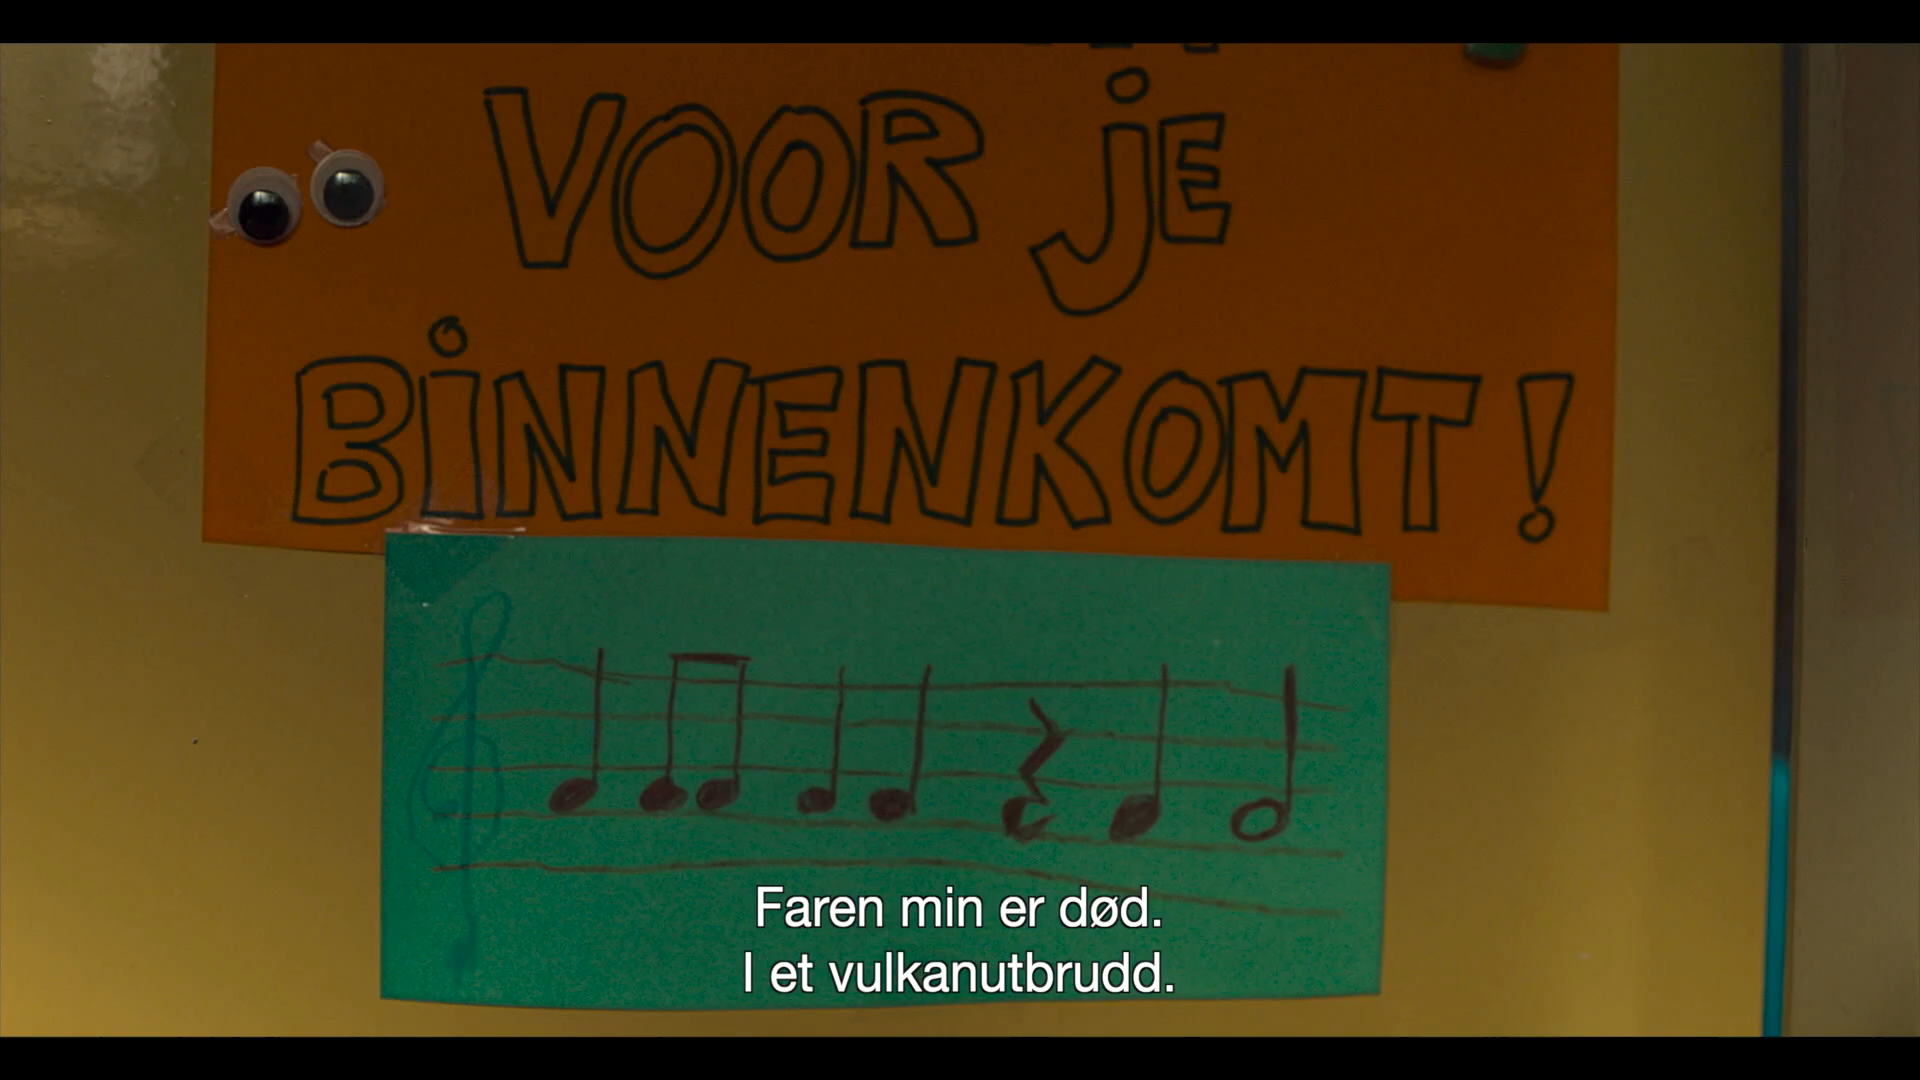 VOOR jE
BiNNENKOMT!
Faren min er død.
I et vulkanutbrudd.